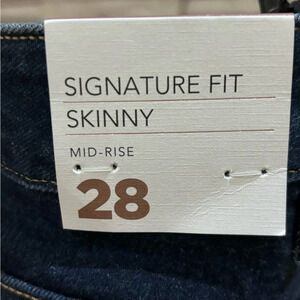 SIGNATURE FIT
SKINNY
MID-RISE
28